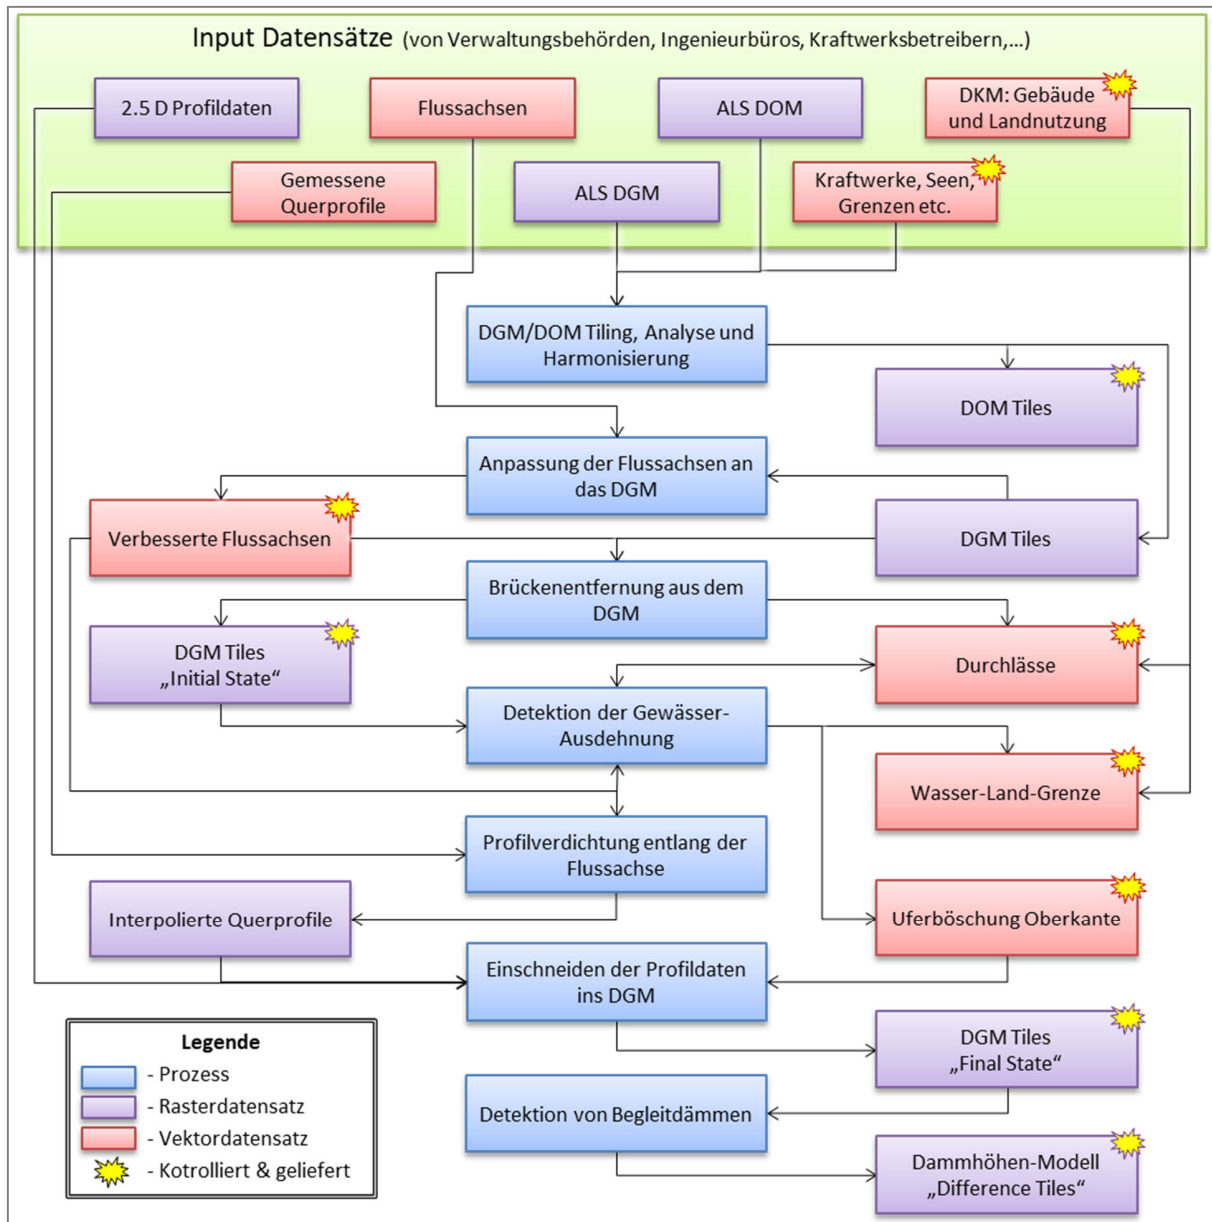 Input Datensätze (von Verwaltungsbehörden, Ingenieurbüros, Kraftwerksbetreibern,...)
2.5 D Profildaten
Flussachsen
ALS DOM
DKM: Gebäude
und Landnutzung
Gemessene
Querprofile
ALS DGM
Kraftwerke, Seen,
Grenzen etc.
DGM/DOM Tiling, Analyse und
Harmonisierung
DOM Tiles
Anpassung der Flussachsen an
das DGM
Verbesserte Flussachsen
DGM Tiles
Brückenentfernung aus dem
DGM
DGM Tiles
„Initial State“
Durchlässe
Detektion der Gewässer-
Ausdehnung
Wasser-Land-Grenze
Profilverdichtung entlang der
Flussachse
Interpolierte Querprofile
Uferböschung Oberkante
Einschneiden der Profildaten
ins DGM
DGM Tiles
„Final State“
Detektion von Begleitdämmen
Dammhöhen-Modell
„Difference Tiles“
Legende
- Prozess
- Rasterdatensatz
- Vektordatensatz
- Kotrolliert & geliefert